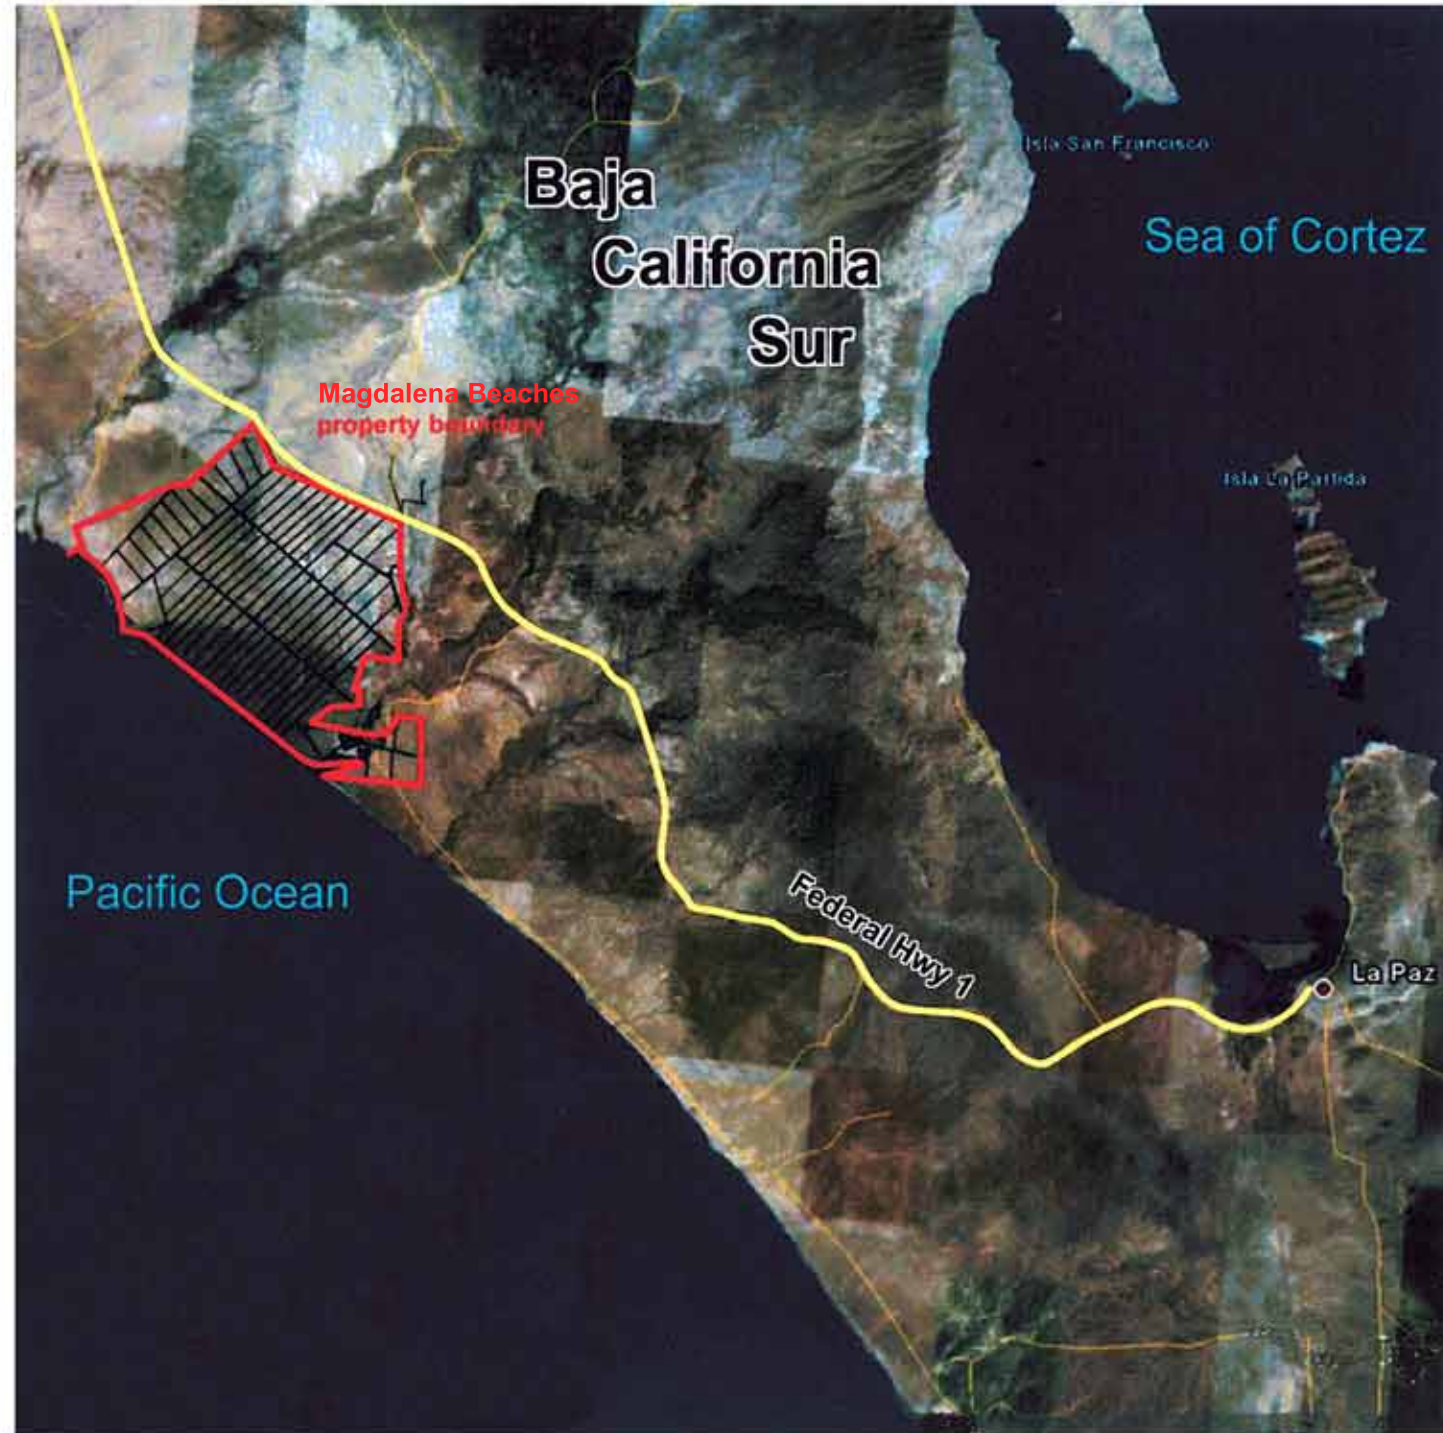 Isla San Francisco
Baja
California
Sur
Sea of Cortez
Magdalena Beaches
property boundary
Isla La Partida
Pacific Ocean
Federal Hwy 1
La Paz